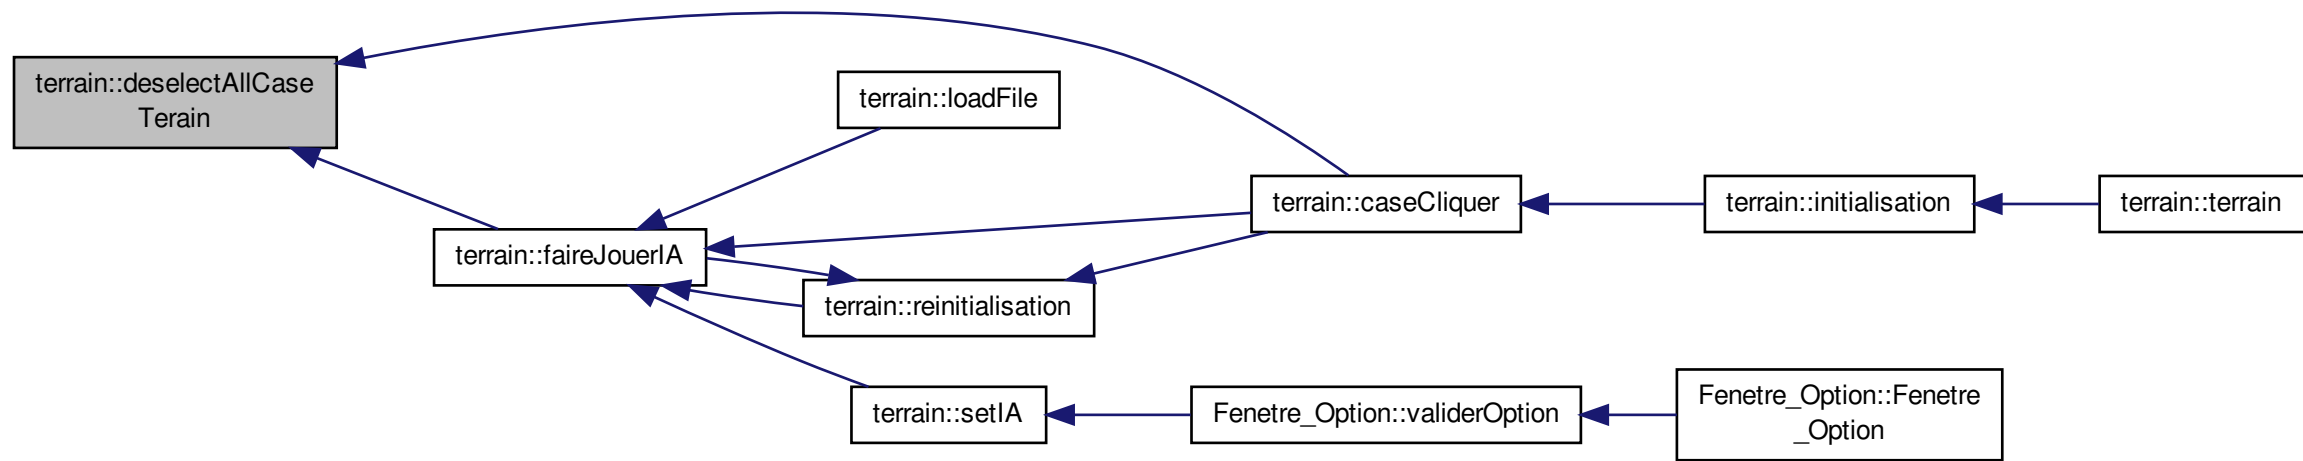 terrain::deselectAllCase
Terain
terrain::loadFile
terrain::caseCliquer
terrain::initialisation
terrain::terrain
terrain::faireJouerIA
terrain::reinitialisation
terrain::setIA
Fenetre_Option::validerOption
Fenetre_Option::Fenetre
_Option